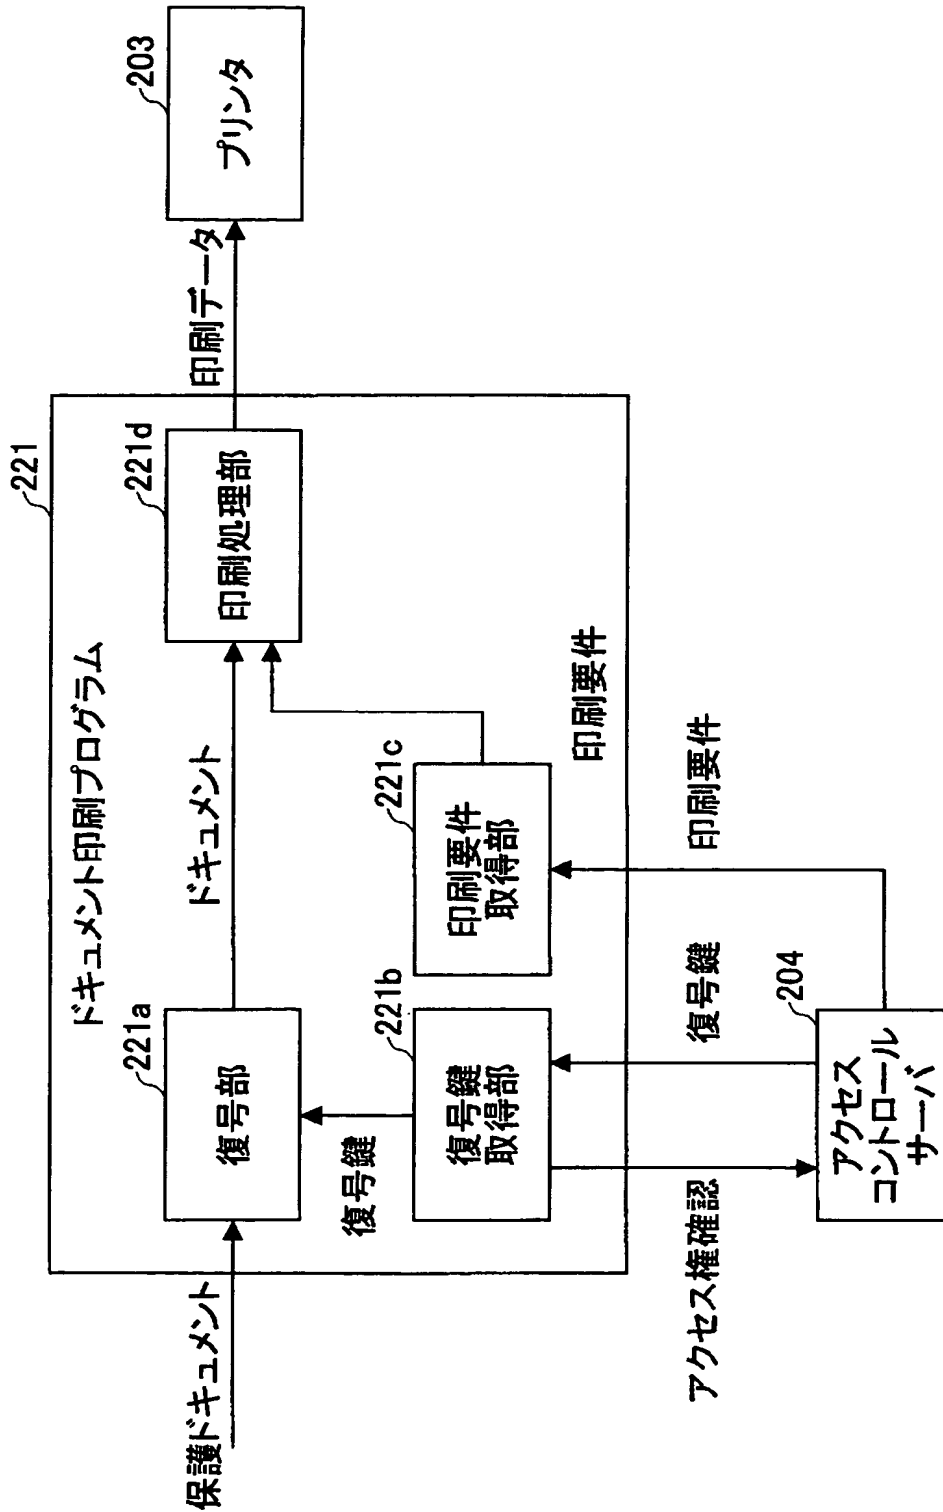 221
ドキュメント印刷プログラム
保護ドキュメント
221a
復号部
ドキュメント
221d
印刷処理部
印刷データ
203
プリンタ
復号鍵
221b
復号鍵
取得部
221c
印刷要件
取得部
印刷要件
アクセス権確認
復号鍵
印刷要件
204
アクセス
コントロール
サーバ